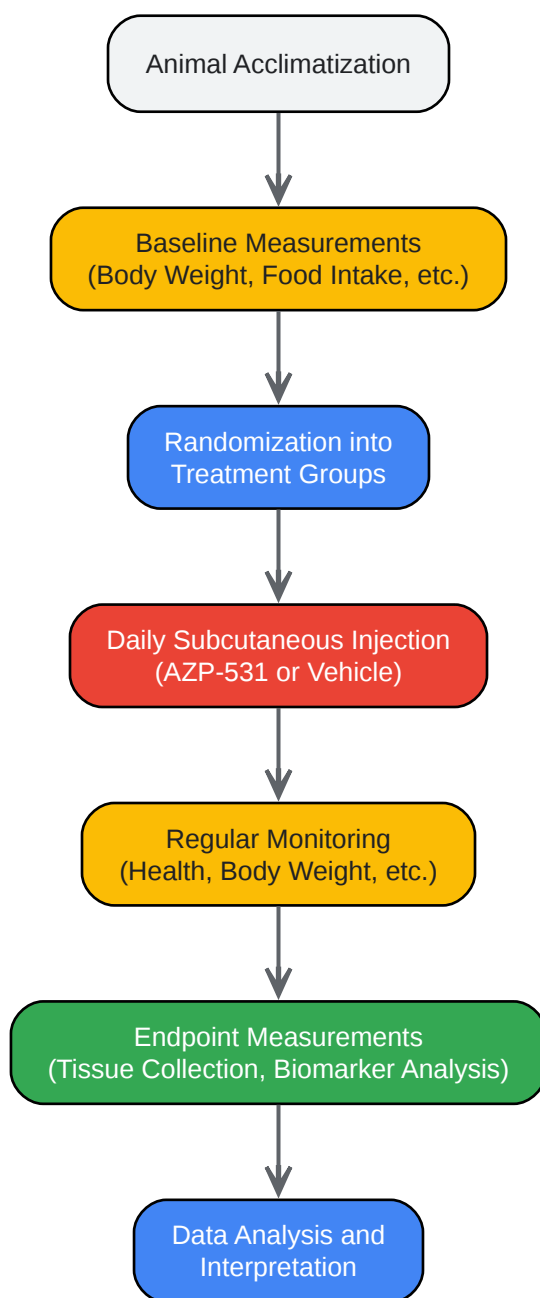 Animal Acclimatization
Baseline Measurements
(Body Weight, Food Intake, etc.)
Randomization into
Treatment Groups
Daily Subcutaneous Injection
(AZP-531 or Vehicle)
Regular Monitoring
(Health, Body Weight, etc.)
Endpoint Measurements
(Tissue Collection, Biomarker Analysis)
Data Analysis and
Interpretation